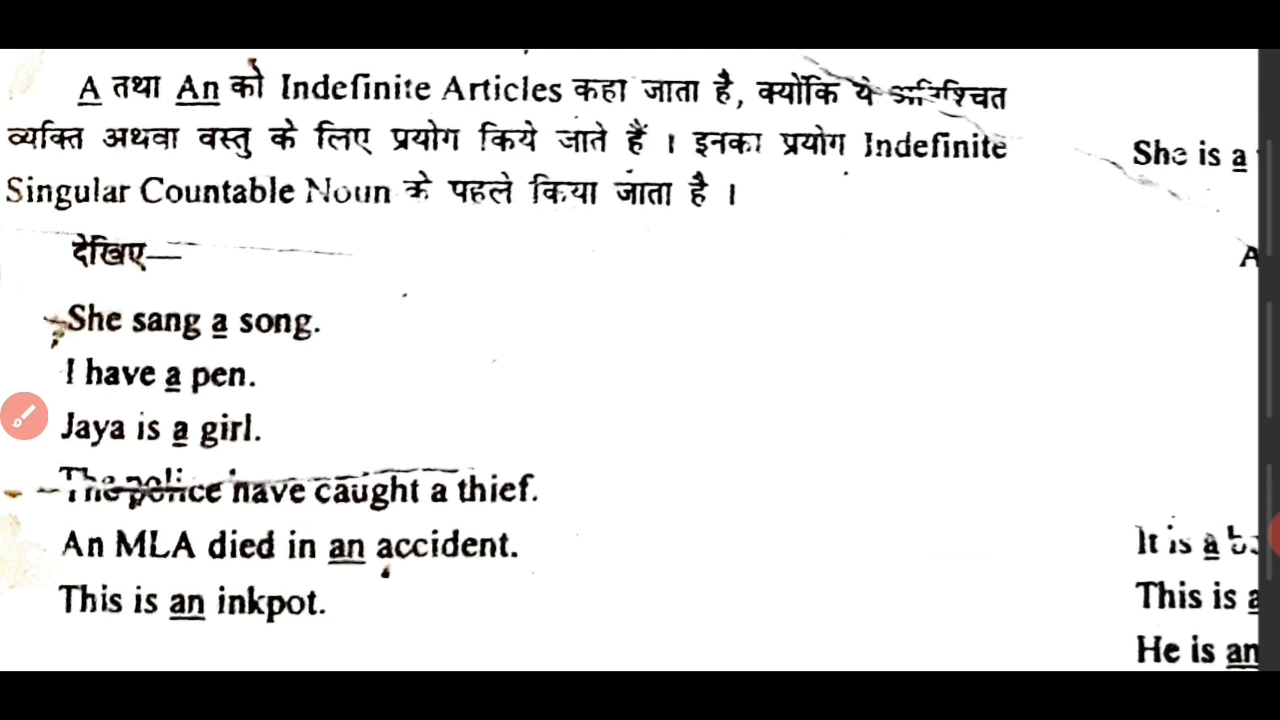 A तथा An को Indefinite Articles कहा जाता है, क्योंकि ये अनिश्चित
व्यक्ति अथवा वस्तु के लिए प्रयोग किये जाते हैं । इनका प्रयोग Indefinite
Singular Countable Noun के पहले किया जाता है ।
देखिए—
She sang a song.
I have a pen.
Jaya is a girl.
The police have caught a thief.
An MLA died in an accident.
This is an inkpot.
She is a
A
It is a
This is a
He is an